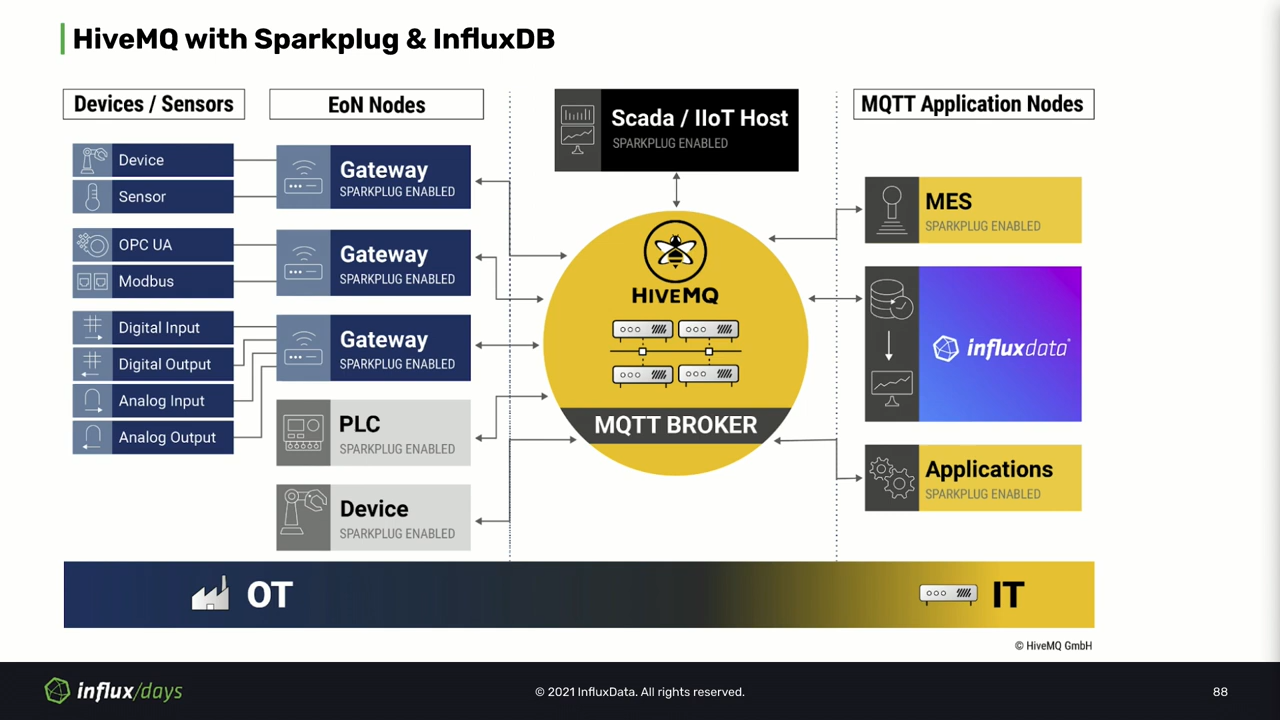 HiveMQ with Sparkplug & InfluxDB
Devices / Sensors
Device
Sensor
OPC UA
Modbus
Digital Input
Digital Output
Analog Input
Analog Output
EoN Nodes
Gateway
SPARKPLUG ENABLED
Gateway
SPARKPLUG ENABLED
Gateway
SPARKPLUG ENABLED
PLC
SPARKPLUG ENABLED
Device
SPARKPLUG ENABLED
Scada / IIoT Host
SPARKPLUG ENABLED
HIVEMQ
MQTT BROKER
MQTT Application Nodes
MES
SPARKPLUG ENABLED
influxdata®
Applications
SPARKPLUG ENABLED
OT
IT
© HiveMQ GmbH
influx/days
© 2021 InfluxData. All rights reserved.
88